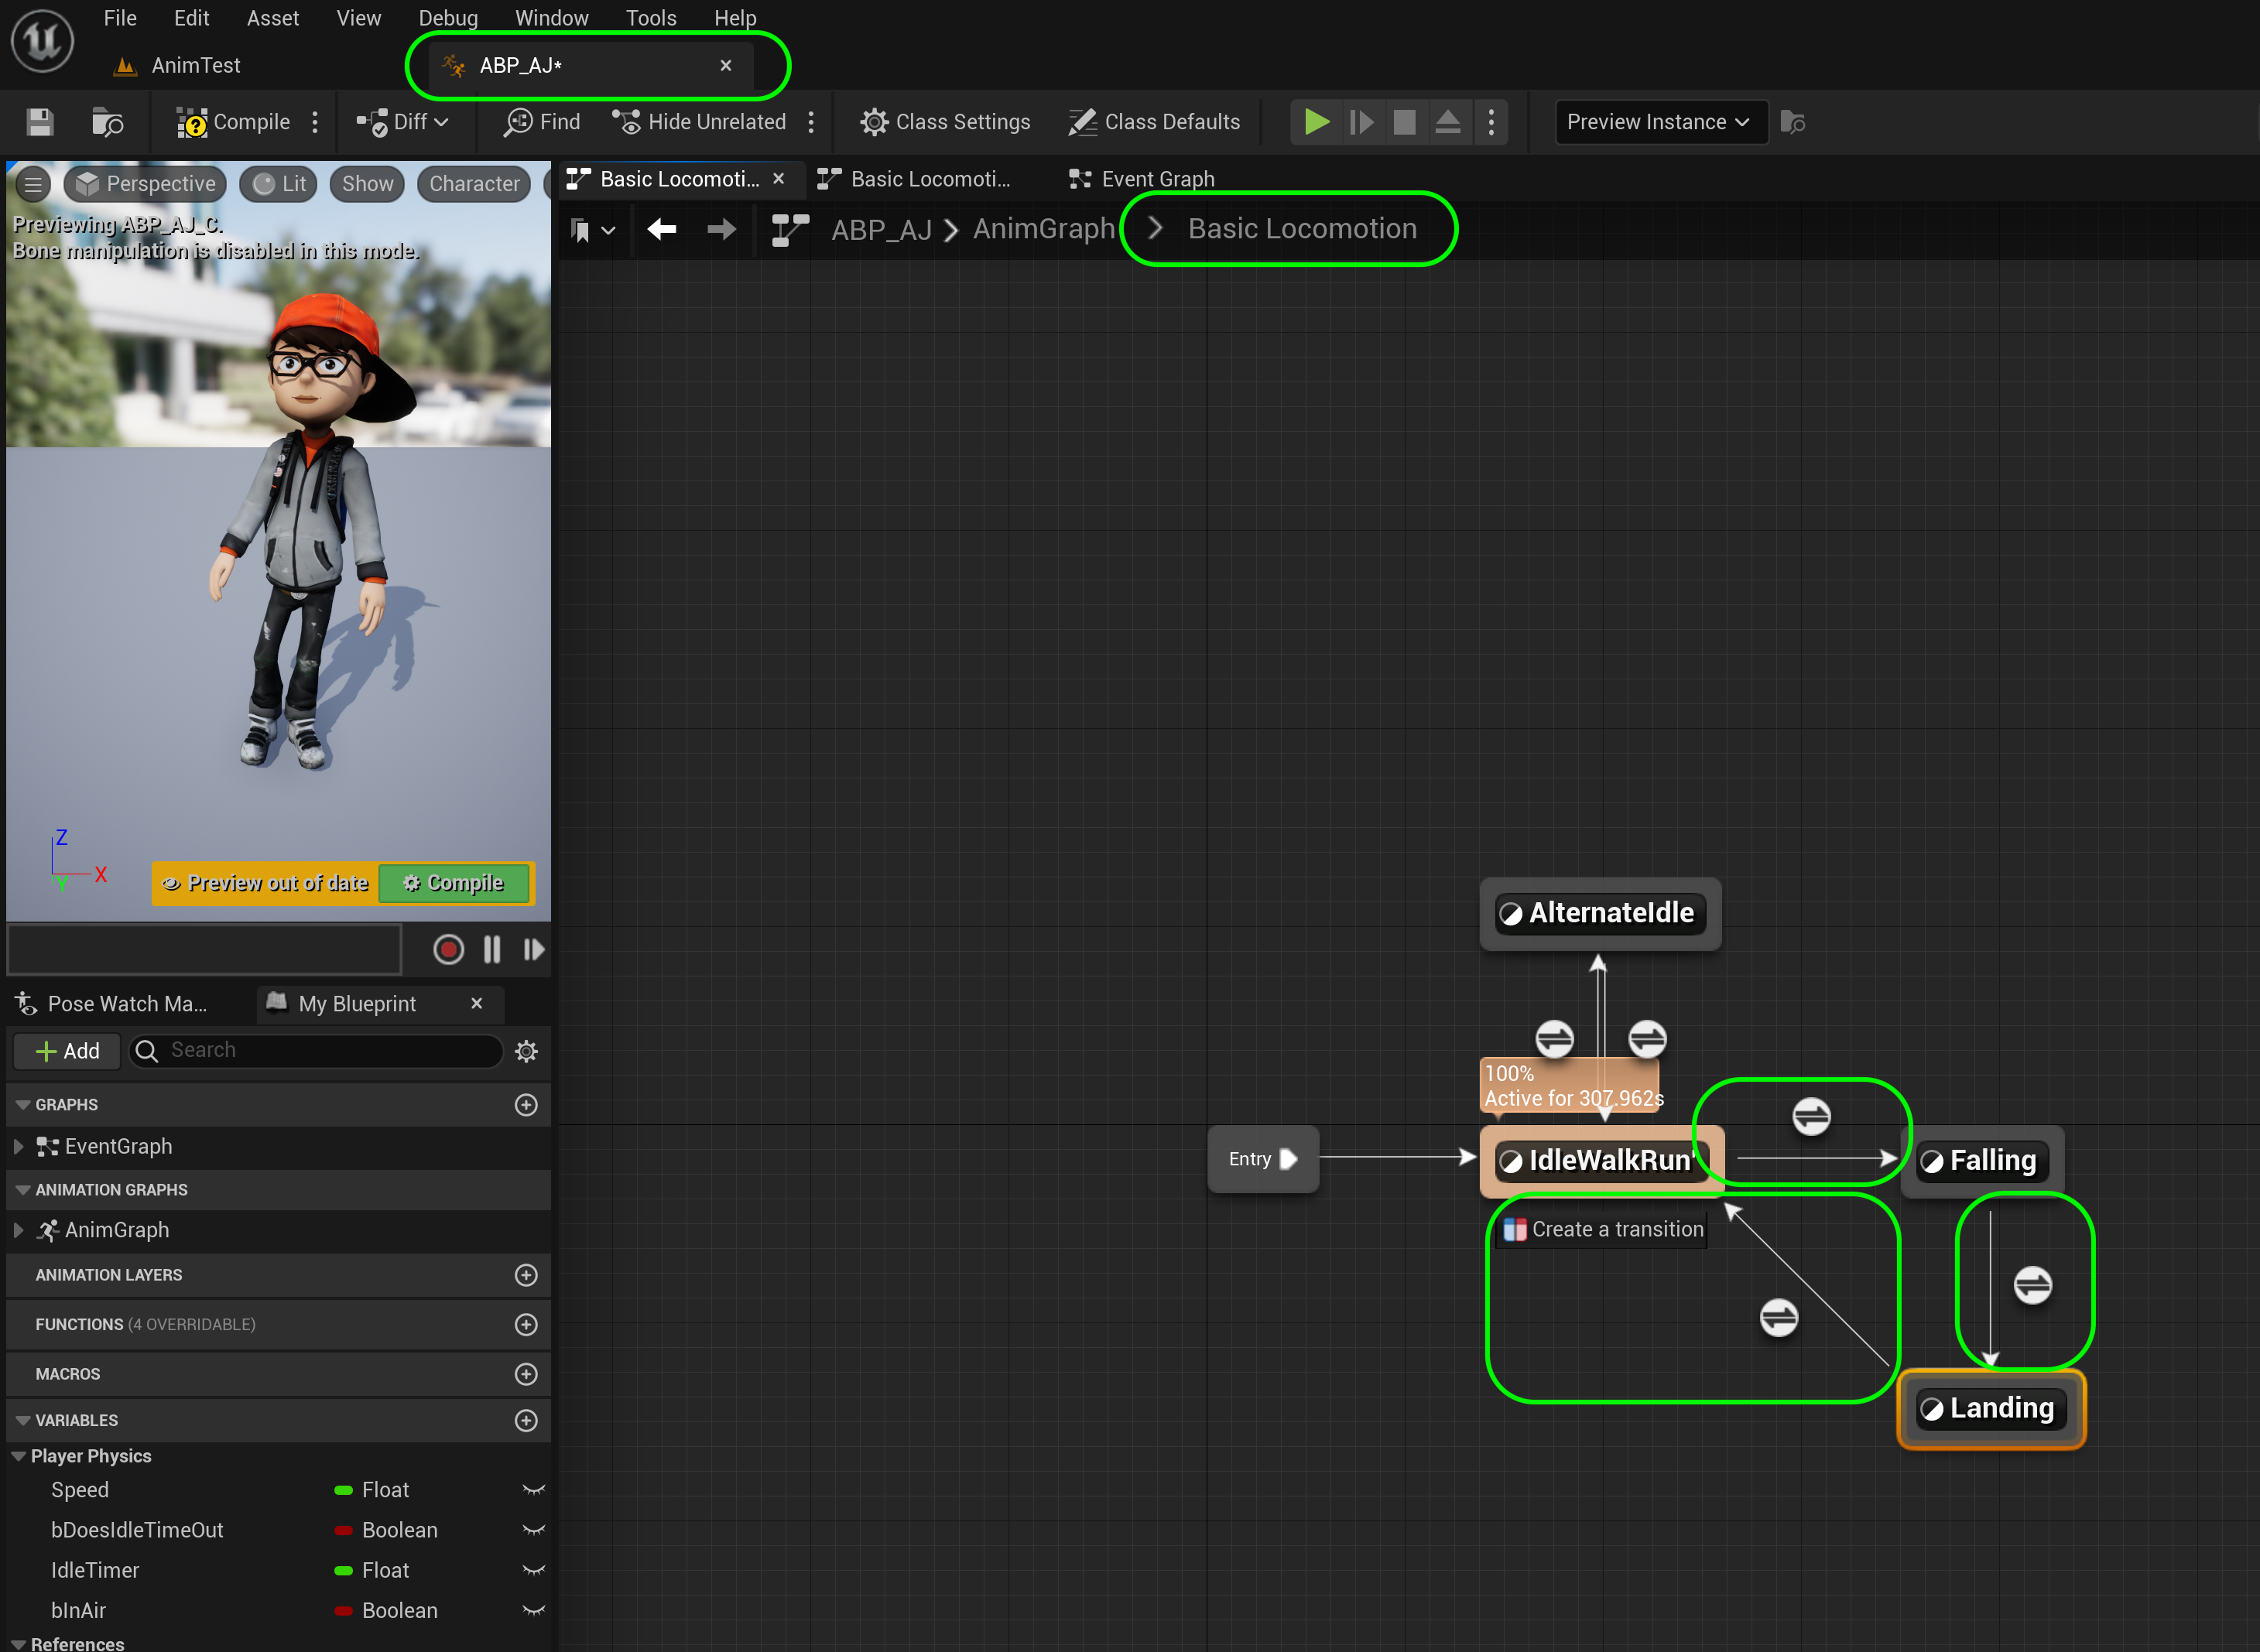 File Edit Asset View Debug Window Tools Help
AnimTest ABP_AJ*
Compile Diff Find Hide Unrelated Class Settings Class Defaults Preview Instance
Perspective Lit Show Character
Previewing ABP_AJ_C.
Bone manipulation is disabled in this mode.
Basic Locomoti... Basic Locomoti... Event Graph
ABP_AJ > AnimGraph > Basic Locomotion
Z
X
Y
Preview out of date Compile
Pose Watch Ma... My Blueprint
Add Search
GRAPHS
EventGraph
ANIMATION GRAPHS
AnimGraph
ANIMATION LAYERS
FUNCTIONS (4 OVERRIDABLE)
MACROS
VARIABLES
Player Physics
Speed Float
bDoesIdleTimeOut Boolean
IdleTimer Float
bInAir Boolean
References
AlternateIdle
100%
Active for 307.962s
Entry
IdleWalkRun
Falling
Create a transition
Landing